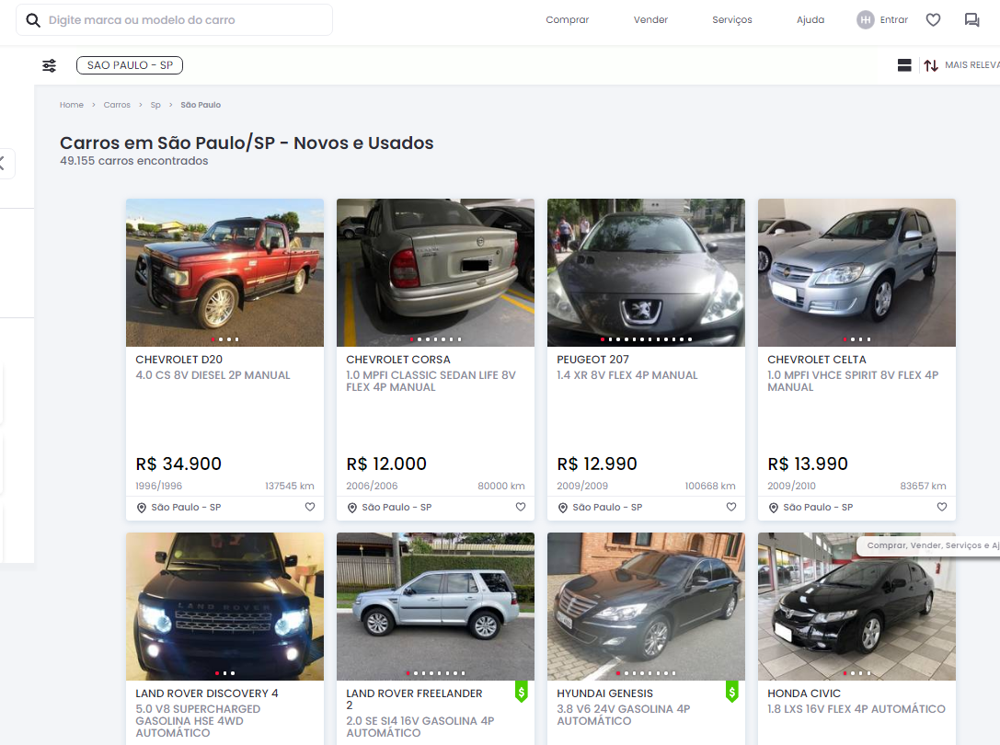 Digite marca ou modelo do carro
Comprar
Vender
Serviços
Ajuda
Entrar
SAO PAULO - SP
MAIS RELEVA
Home > Carros > Sp > São Paulo
Carros em São Paulo/SP - Novos e Usados
49.155 carros encontrados
CHEVROLET D20
4.0 CS 8V DIESEL 2P MANUAL
R$ 34.900
1996/1996
137545 km
São Paulo - SP
CHEVROLET CORSA
1.0 MPFI CLASSIC SEDAN LIFE 8V
FLEX 4P MANUAL
R$ 12.000
2006/2006
80000 km
São Paulo - SP
PEUGEOT 207
1.4 XR 8V FLEX 4P MANUAL
R$ 12.990
2009/2009
100668 km
São Paulo - SP
CHEVROLET CELTA
1.0 MPFI VHCE SPIRIT 8V FLEX 4P
MANUAL
R$ 13.990
2009/2010
83657 km
São Paulo - SP
Comprar, Vender, Serviços e Aj
LAND ROVER
LAND ROVER DISCOVERY 4
5.0 V8 SUPERCHARGED
GASOLINA HSE 4WD
AUTOMÁTICO
LAND ROVER FREELANDER
2
2.0 SE SI4 16V GASOLINA 4P
AUTOMÁTICO
$
HYUNDAI GENESIS
3.8 V6 24V GASOLINA 4P
AUTOMÁTICO
$
HONDA CIVIC
1.8 LXS 16V FLEX 4P AUTOMÁTICO